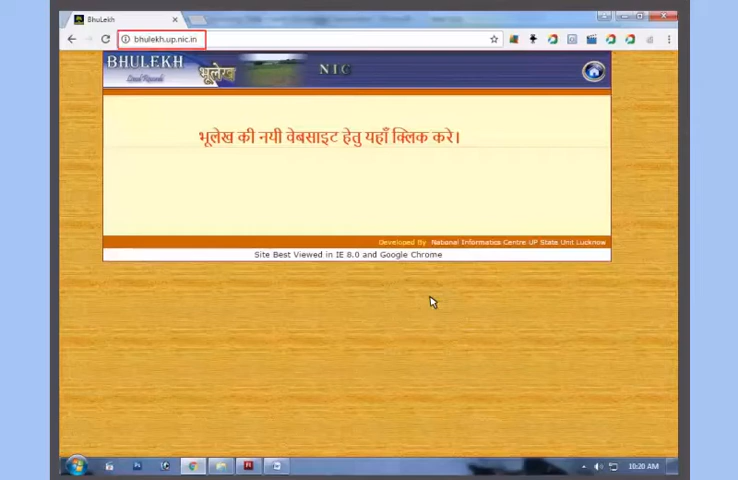 BhuLekh
bhulekh.up.nic.in
BHULEKH
Land Records
भूलेख
NIC
भूलेख की नयी वेबसाइट हेतु यहाँ क्लिक करे।
Developed By National Informatics Centre UP State Unit Lucknow
Site Best Viewed in IE 8.0 and Google Chrome
10:20 AM